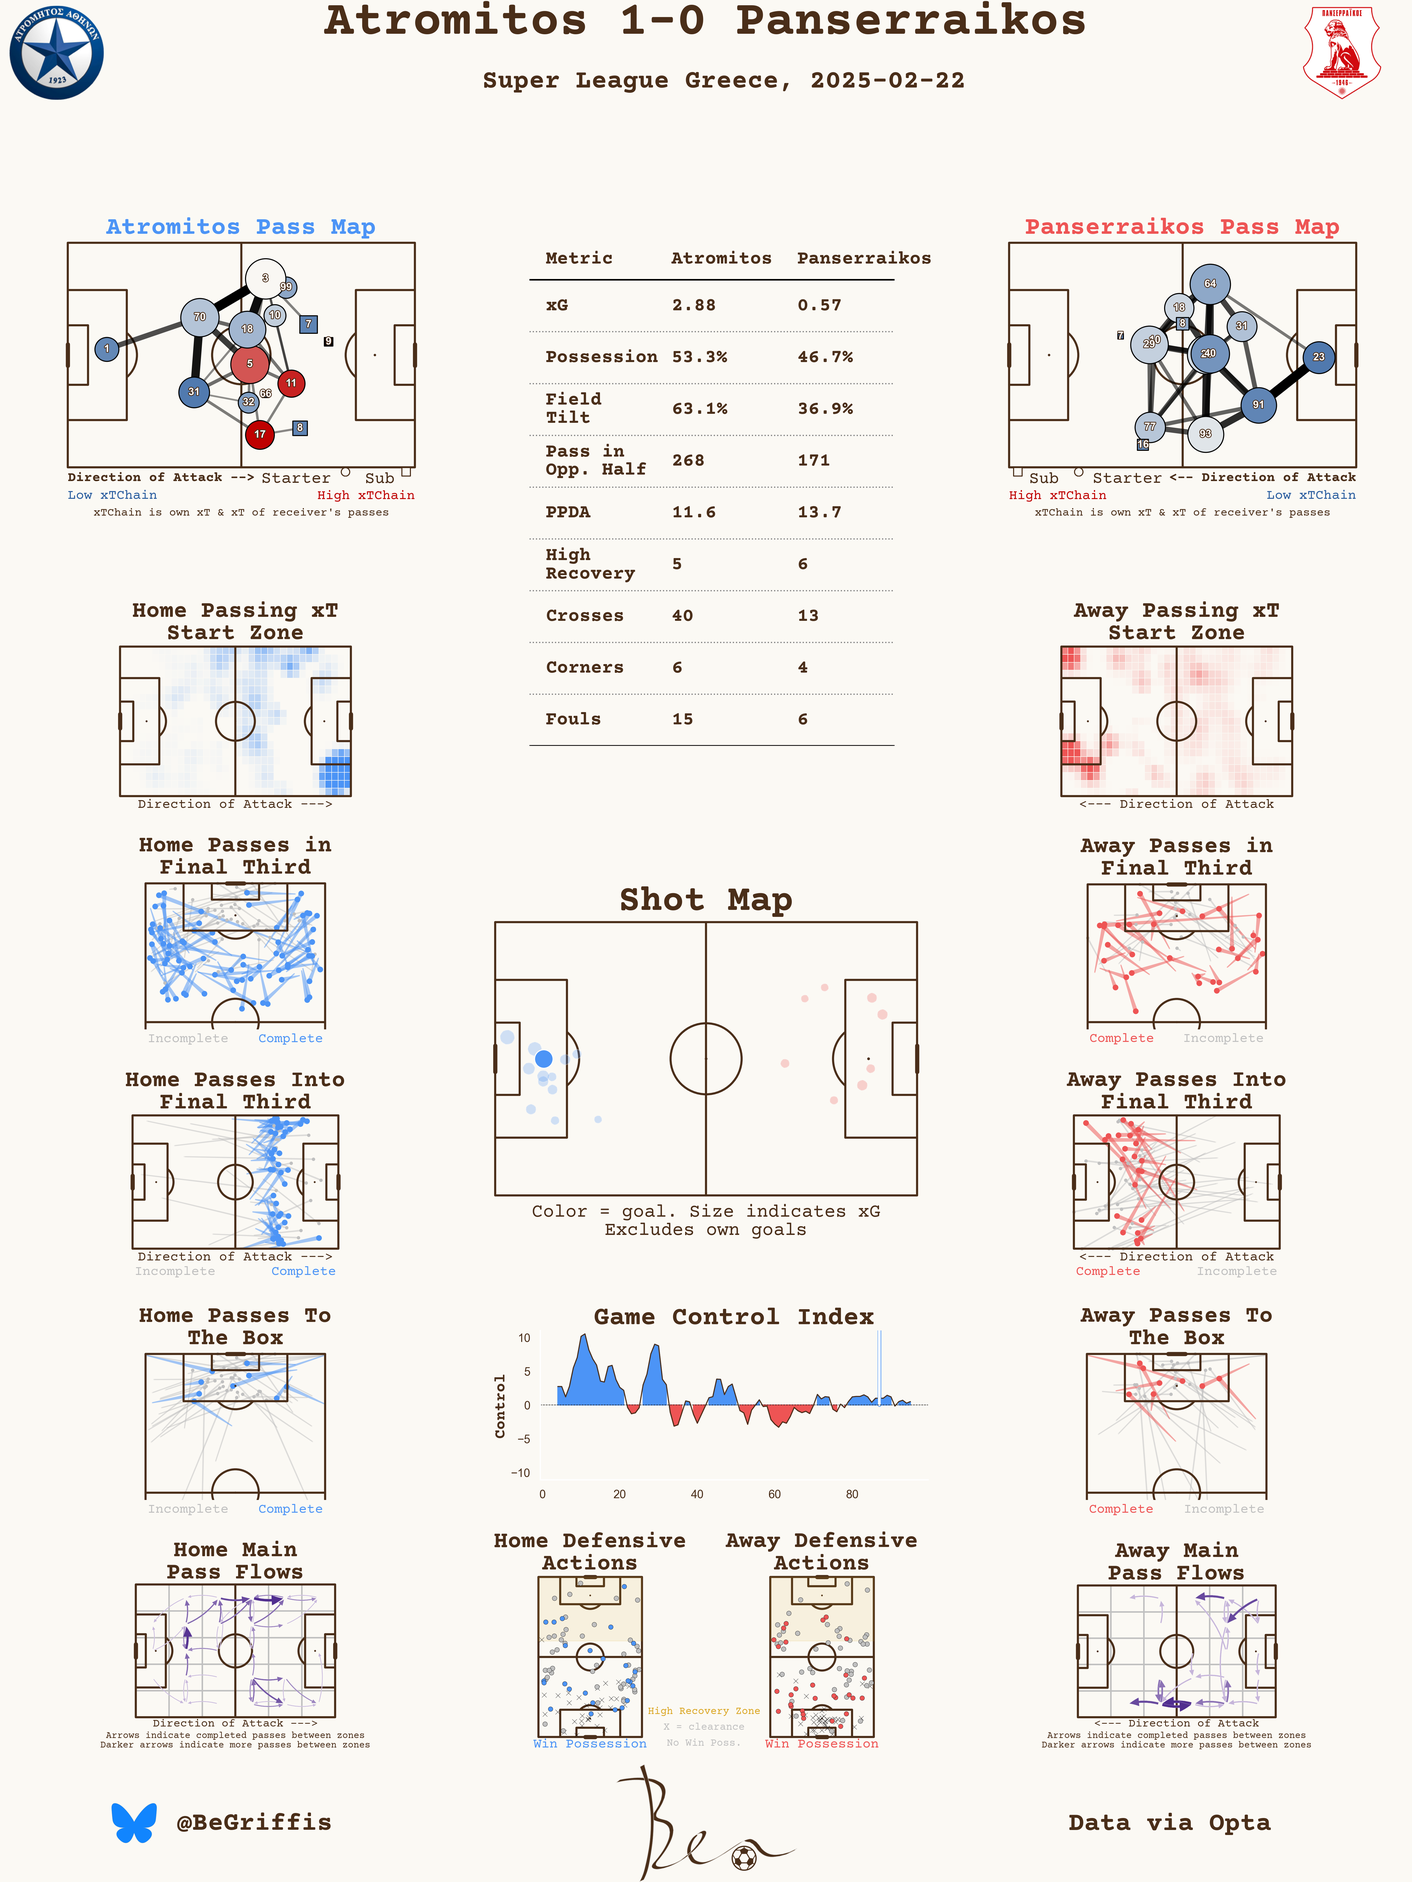 Atromitos 1-0 Panserraikos
Super League Greece, 2025-02-22
ΑΤΡΟΜΗΤΟΣ ΑΘΗΝΩΝ
1923
ΠΑΝΣΕΡΡΑΪΚΟΣ
Atromitos Pass Map
3
99
70
10
7
18
9
1
5
11
31
66
32
17
8
Direction of Attack --> Starter Sub
Low xTChain High xTChain
xTChain is own xT & xT of receiver's passes
Metric Atromitos Panserraikos
xG 2.88 0.57
Possession 53.3% 46.7%
Field Tilt 63.1% 36.9%
Pass in Opp. Half 268 171
PPDA 11.6 13.7
High Recovery 5 6
Crosses 40 13
Corners 6 4
Fouls 15 6
Panserraikos Pass Map
64
18
8
31
7
29
40
23
91
77
93
16
Sub Starter <-- Direction of Attack
High xTChain Low xTChain
xTChain is own xT & xT of receiver's passes
Home Passing xT
Start Zone
Direction of Attack --->
Away Passing xT
Start Zone
<--- Direction of Attack
Home Passes in
Final Third
Incomplete Complete
Away Passes in
Final Third
Complete Incomplete
Shot Map
Color = goal. Size indicates xG
Excludes own goals
Home Passes Into
Final Third
Direction of Attack --->
Incomplete Complete
Away Passes Into
Final Third
<--- Direction of Attack
Complete Incomplete
Home Passes To
The Box
Incomplete Complete
Game Control Index
Control
10
5
0
−5
−10
0 20 40 60 80
Away Passes To
The Box
Complete Incomplete
Home Main
Pass Flows
Direction of Attack --->
Arrows indicate completed passes between zones
Darker arrows indicate more passes between zones
Home Defensive
Actions
Win Possession
High Recovery Zone
X = clearance
No Win Poss.
Away Defensive
Actions
Win Possession
Away Main
Pass Flows
<--- Direction of Attack
Arrows indicate completed passes between zones
Darker arrows indicate more passes between zones
@BeGriffis
Ben
Data via Opta